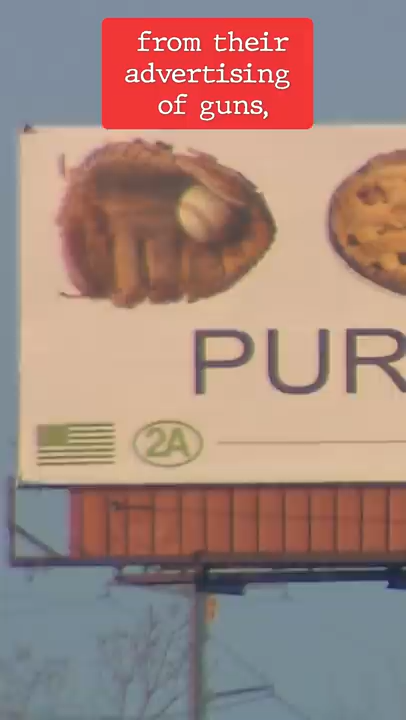 from their
advertising
of guns,
PUR
2A